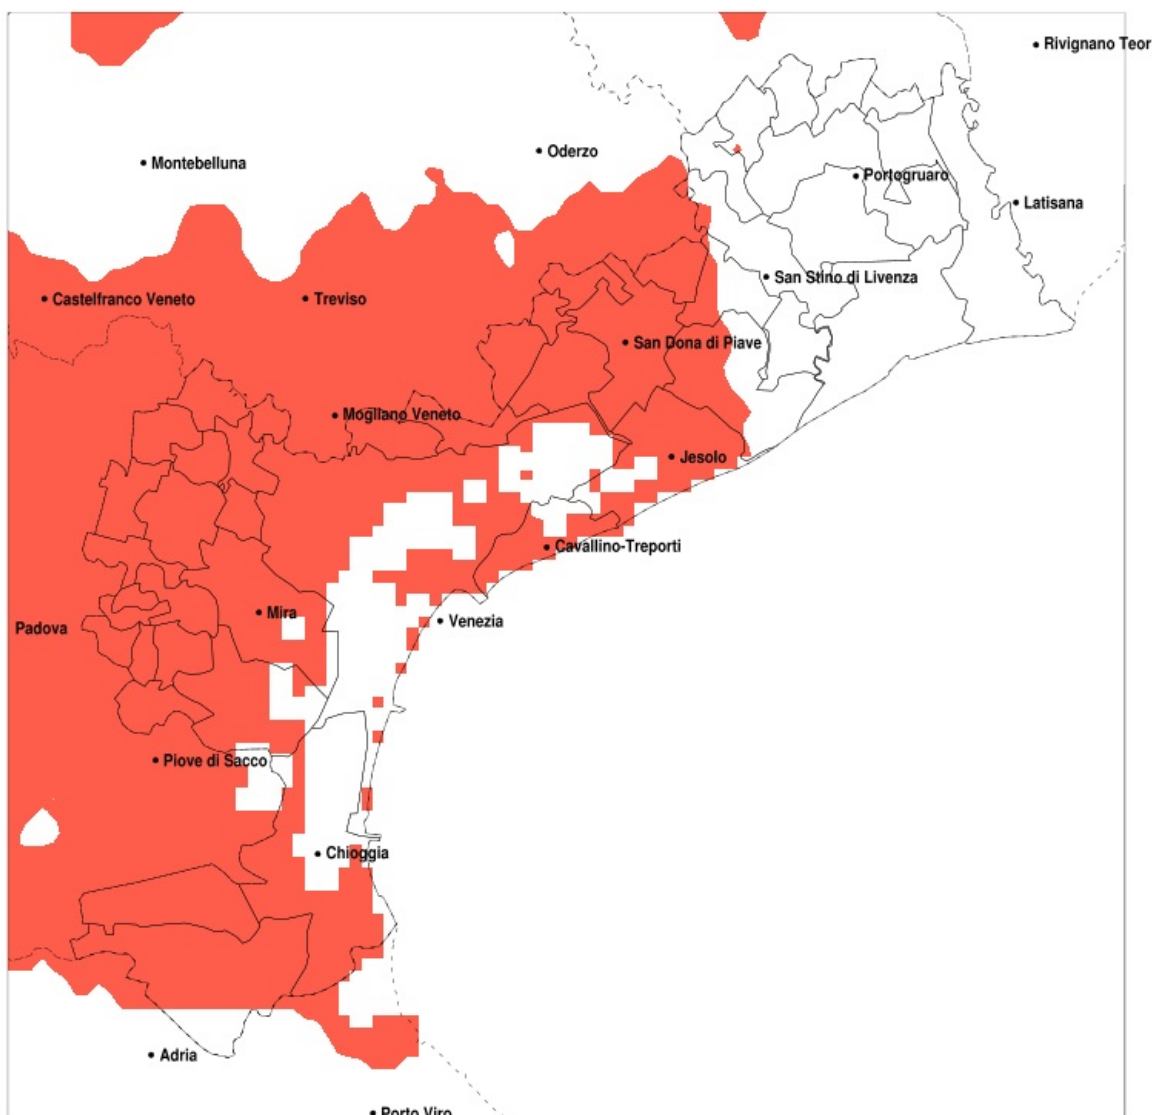 Rivignano Teor
Oderzo
Montebelluna
Portogruaro
Latisana
San Stino di Livenza
Castelfranco Veneto
Treviso
San Dona di Piave
Mogliano Veneto
Jesolo
Cavallino-Treporti
Mira
Venezia
Padova
Piove di Sacco
Chioggia
Adria
Porto Viro